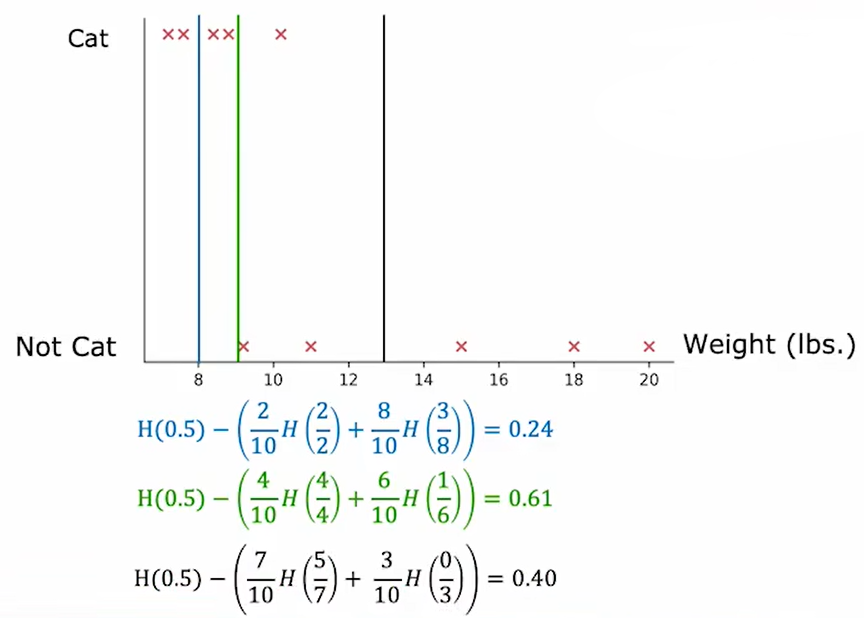 Cat
Not Cat
Weight (lbs.)
8 10 12 14 16 18 20
H(0.5) − (2/10 H(2/2) + 8/10 H(3/8)) = 0.24
H(0.5) − (4/10 H(4/4) + 6/10 H(1/6)) = 0.61
H(0.5) − (7/10 H(5/7) + 3/10 H(0/3)) = 0.40